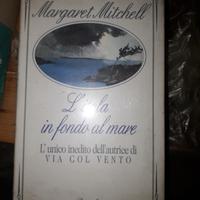 Margaret Mitchell
L'isola
in fondo al mare
L'unico inedito dell'autrice di
VIA COL VENTO